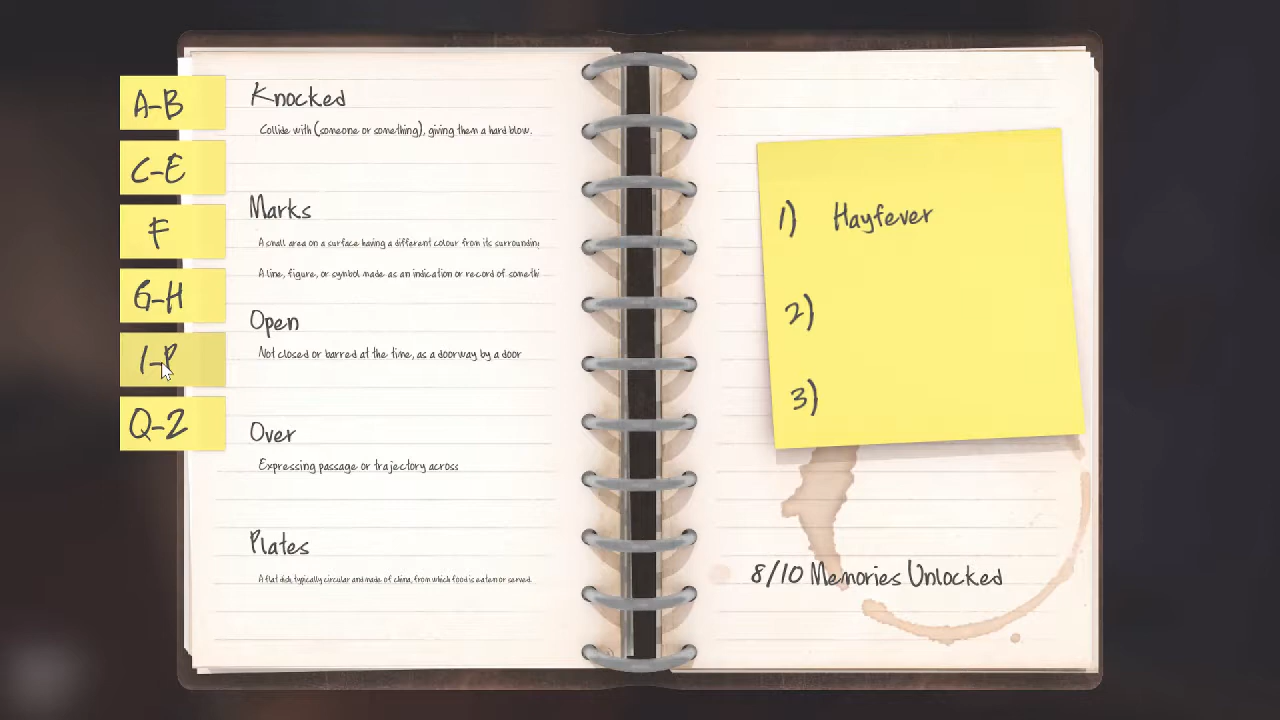 A-B
C-E
F
G-H
I-P
Q-Z
Knocked
Collide with (someone or something), giving them a hard blow.
Marks
A small area on a surface having a different colour from its surrounding
A line, figure, or symbol made as an indication or record of somethi
Open
Not closed or barred at the time, as a doorway by a door
Over
Expressing passage or trajectory across
Plates
A flat dish, typically circular and made of china, from which food is eaten or served.
1) Hayfever
2)
3)
8/10 Memories Unlocked